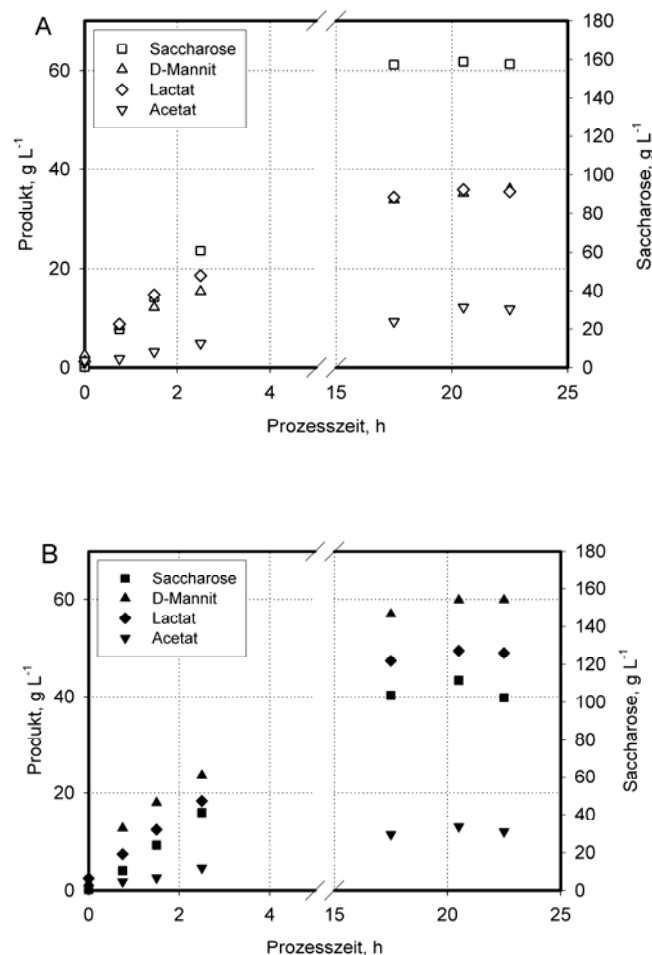 A
Saccharose
D-Mannit
Lactat
Acetat
Produkt, g L⁻¹
60
40
20
0
180
160
140
120
100
80
60
40
20
0
Saccharose, g L⁻¹
0 2 4 15 20 25
Prozesszeit, h
B
Saccharose
D-Mannit
Lactat
Acetat
Produkt, g L⁻¹
60
40
20
0
180
160
140
120
100
80
60
40
20
0
Saccharose, g L⁻¹
0 2 4 15 20 25
Prozesszeit, h